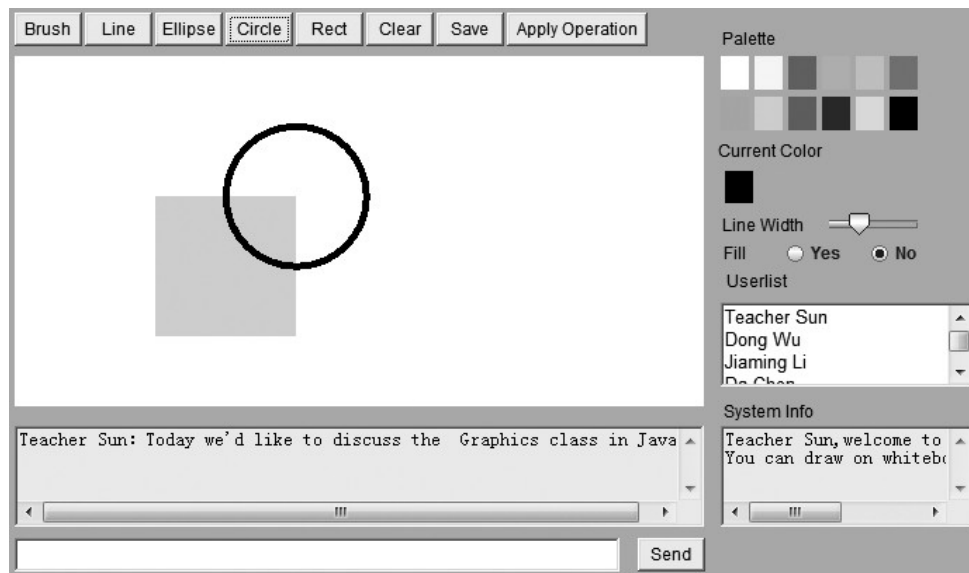 Brush Line Ellipse Circle Rect Clear Save Apply Operation
Palette
Current Color
Line Width
Fill Yes No
Userlist
Teacher Sun
Dong Wu
Jiaming Li
Da Chen
System Info
Teacher Sun,welcome to
You can draw on whitebo
Teacher Sun: Today we'd like to discuss the Graphics class in Java
Send